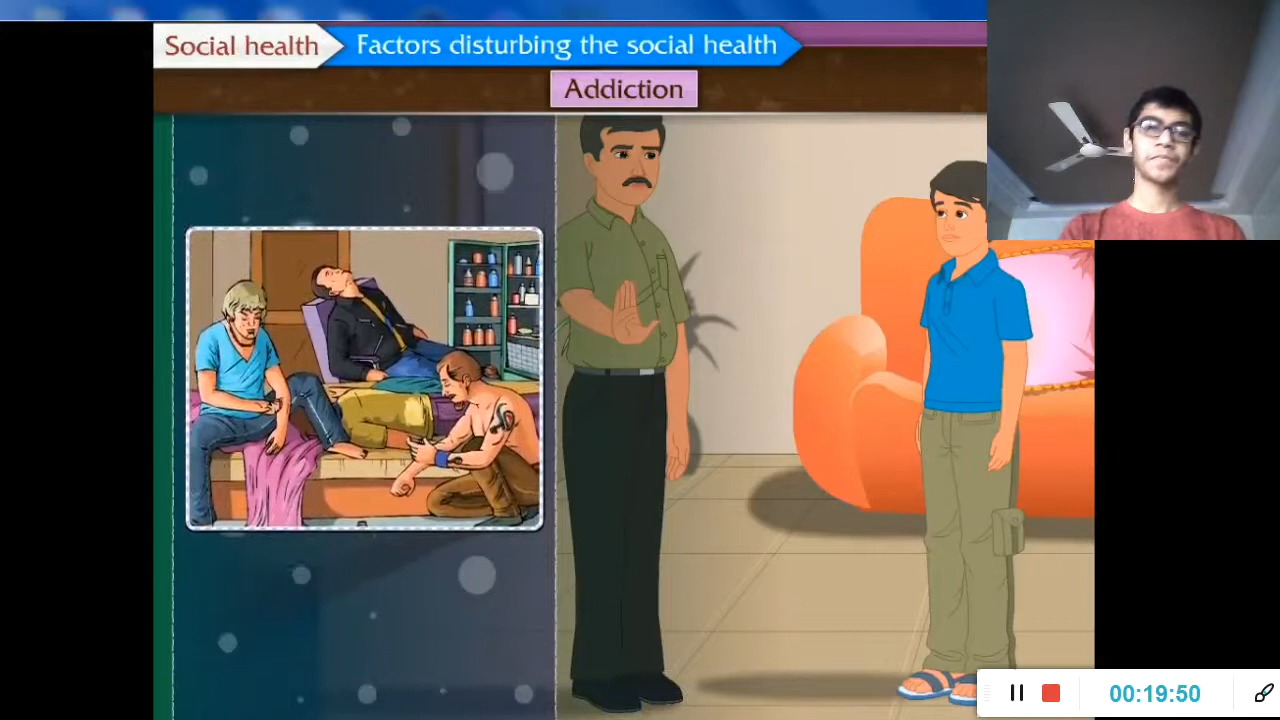 Social health
Factors disturbing the social health
Addiction
00:19:50